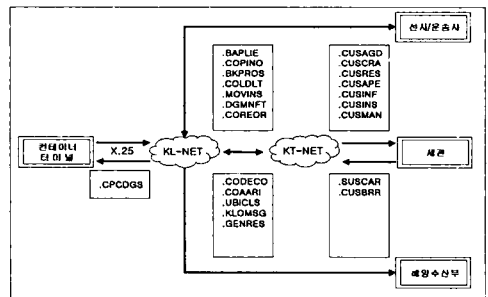 선사/운송사
.BAPLIE
.COPINO
.BKPROS
.COLDLT
.MOVINS
.DGMNFT
.COREOR
.CUSAGD
.CUSCRA
.CUSRES
.CUSAPE
.CUSINF
.CUSINS
.CUSMAN
컨테이너
터미널
X.25
KL-NET
KT-NET
세관
.CPCDGS
.CODECO
.COAARI
.UBICLS
.KLOMSG
.GENRES
.SUSCAR
.CUSBRR
해양수산부